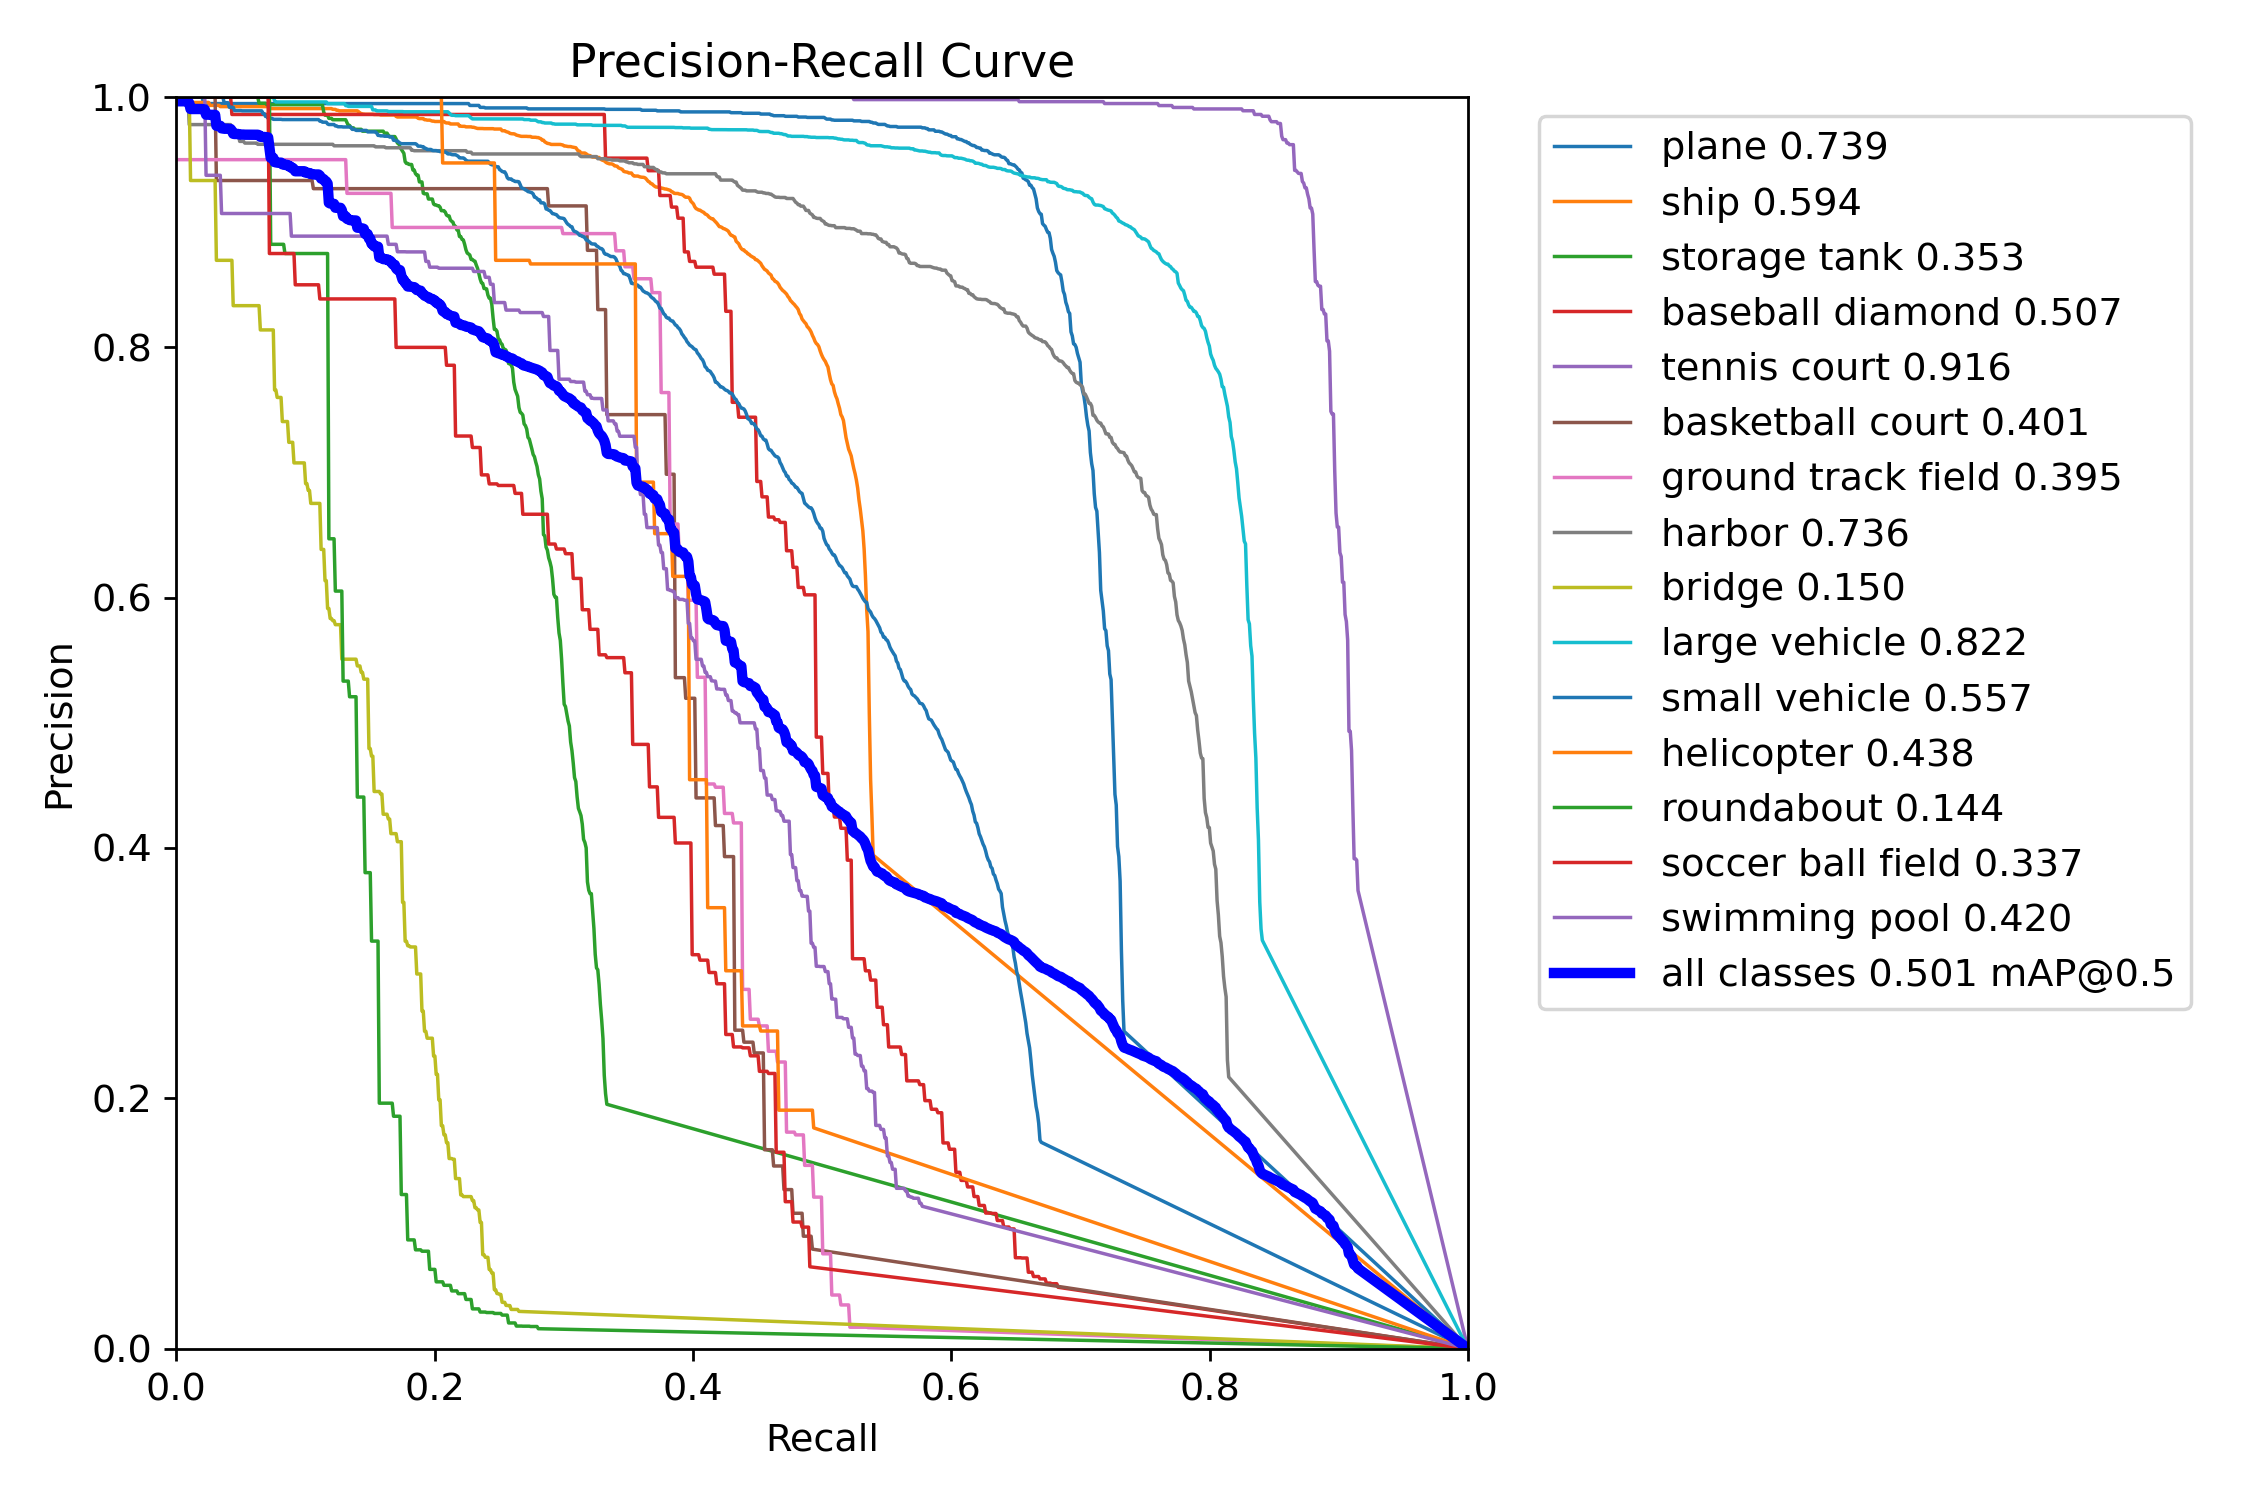 Precision-Recall Curve
1.0
0.8
0.6
0.4
0.2
0.0
Precision
0.0 0.2 0.4 0.6 0.8 1.0
Recall
plane 0.739
ship 0.594
storage tank 0.353
baseball diamond 0.507
tennis court 0.916
basketball court 0.401
ground track field 0.395
harbor 0.736
bridge 0.150
large vehicle 0.822
small vehicle 0.557
helicopter 0.438
roundabout 0.144
soccer ball field 0.337
swimming pool 0.420
all classes 0.501 mAP@0.5